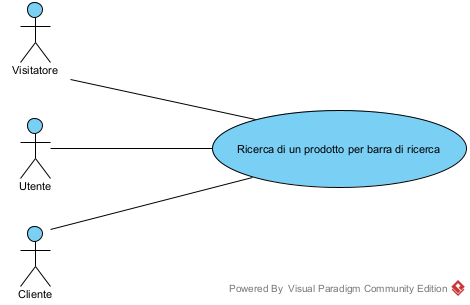 Visitatore
Ricerca di un prodotto per barra di ricerca
Utente
Cliente
Powered By Visual Paradigm Community Edition